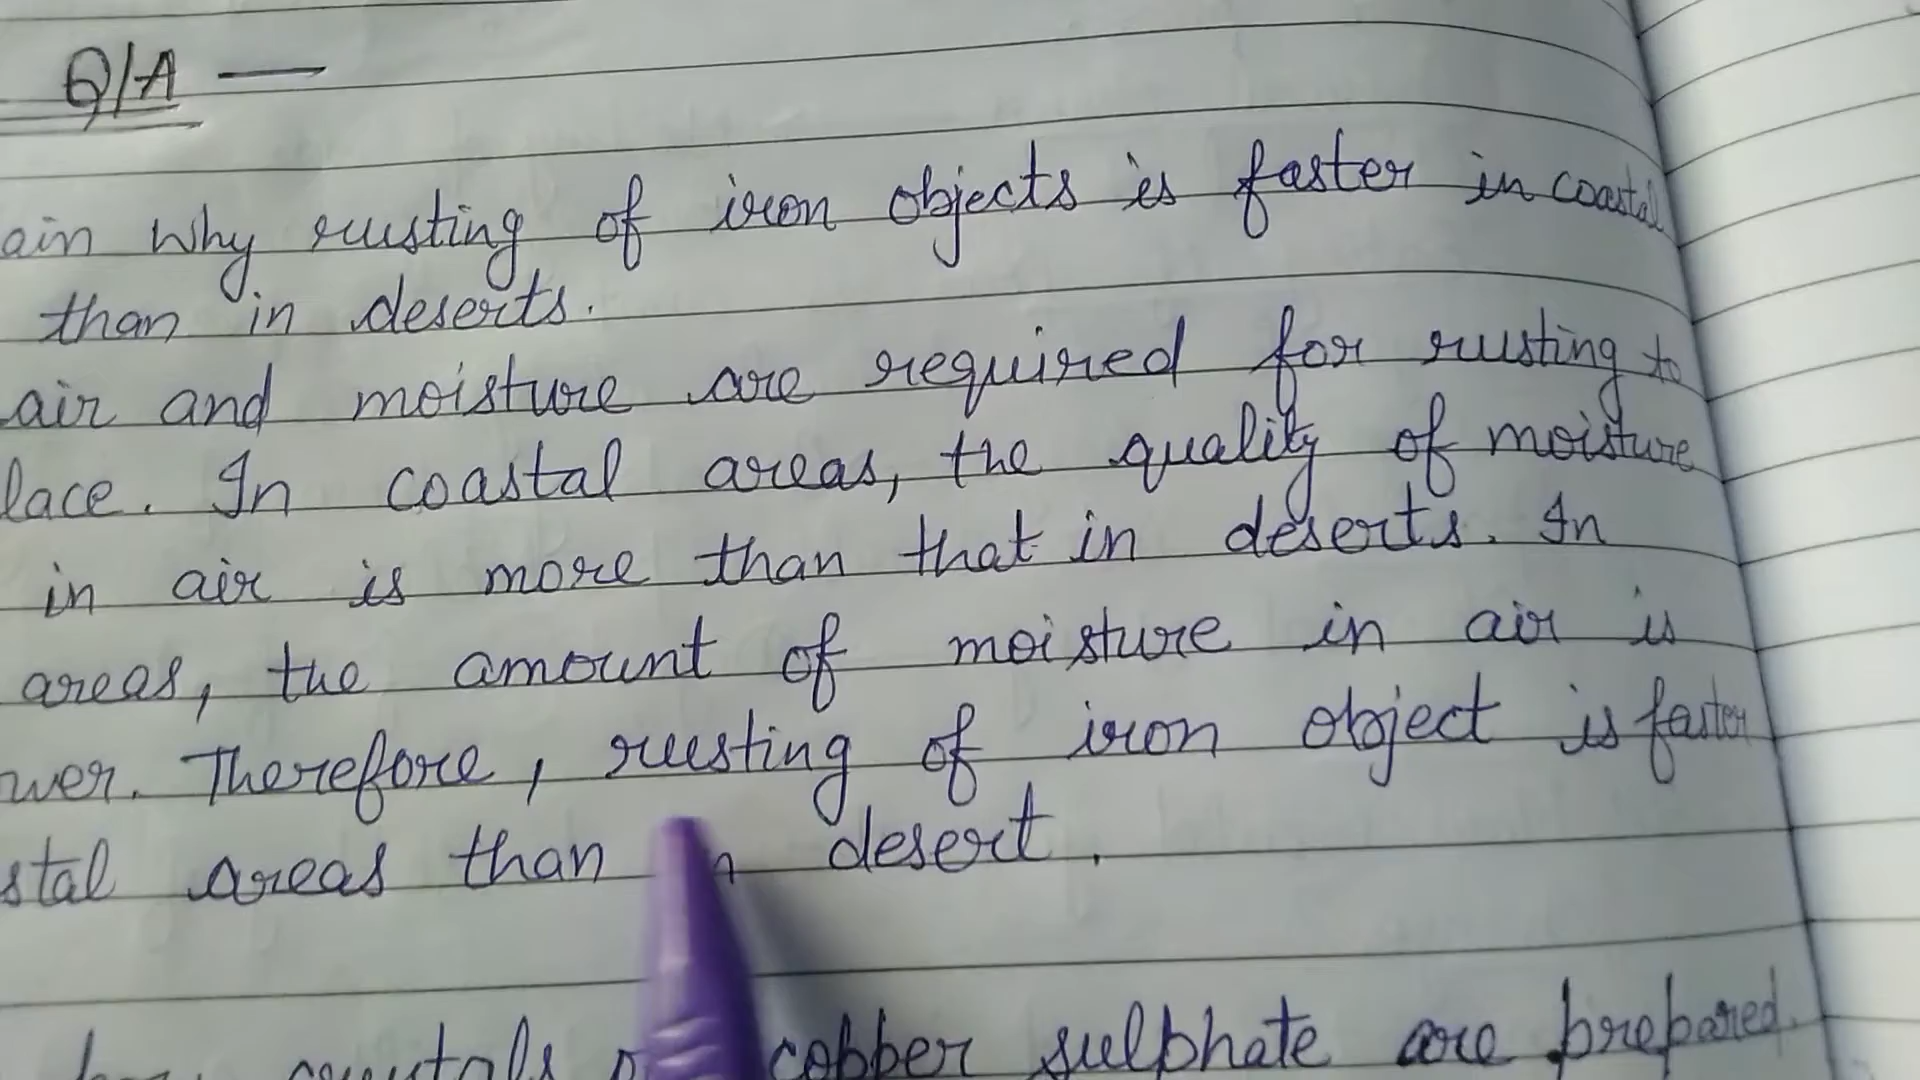 Q/A —
ain why rusting of iron objects is faster in coastal
than in deserts.
air and moisture are required for rusting to
lace. In coastal areas, the quality of moisture
in air is more than that in deserts. In
areas, the amount of moisture in air is
wer. Therefore, rusting of iron object is faster
stal areas than desert.
copper sulphate are prepared.